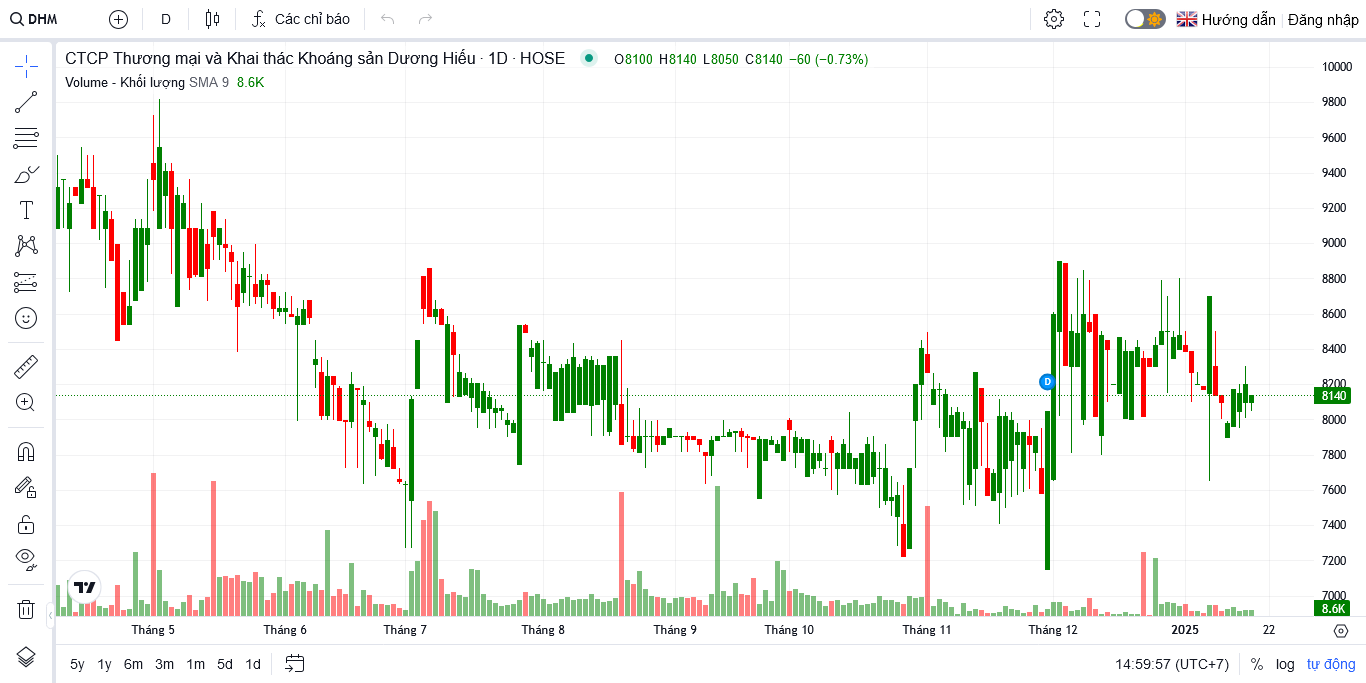 DHM D Các chỉ báo Hướng dẫn Đăng nhập
CTCP Thương mại và Khai thác Khoáng sản Dương Hiếu · 1D · HOSE O8100 H8140 L8050 C8140 −60 (−0.73%)
Volume - Khối lượng SMA 9 8.6K
10000
9800
9600
9400
9200
9000
8800
8600
8400
8200
8140
8000
7800
7600
7400
7200
7000
8.6K
D
Tháng 5 Tháng 6 Tháng 7 Tháng 8 Tháng 9 Tháng 10 Tháng 11 Tháng 12 2025 22
5y 1y 6m 3m 1m 5d 1d 14:59:57 (UTC+7) % log tự động